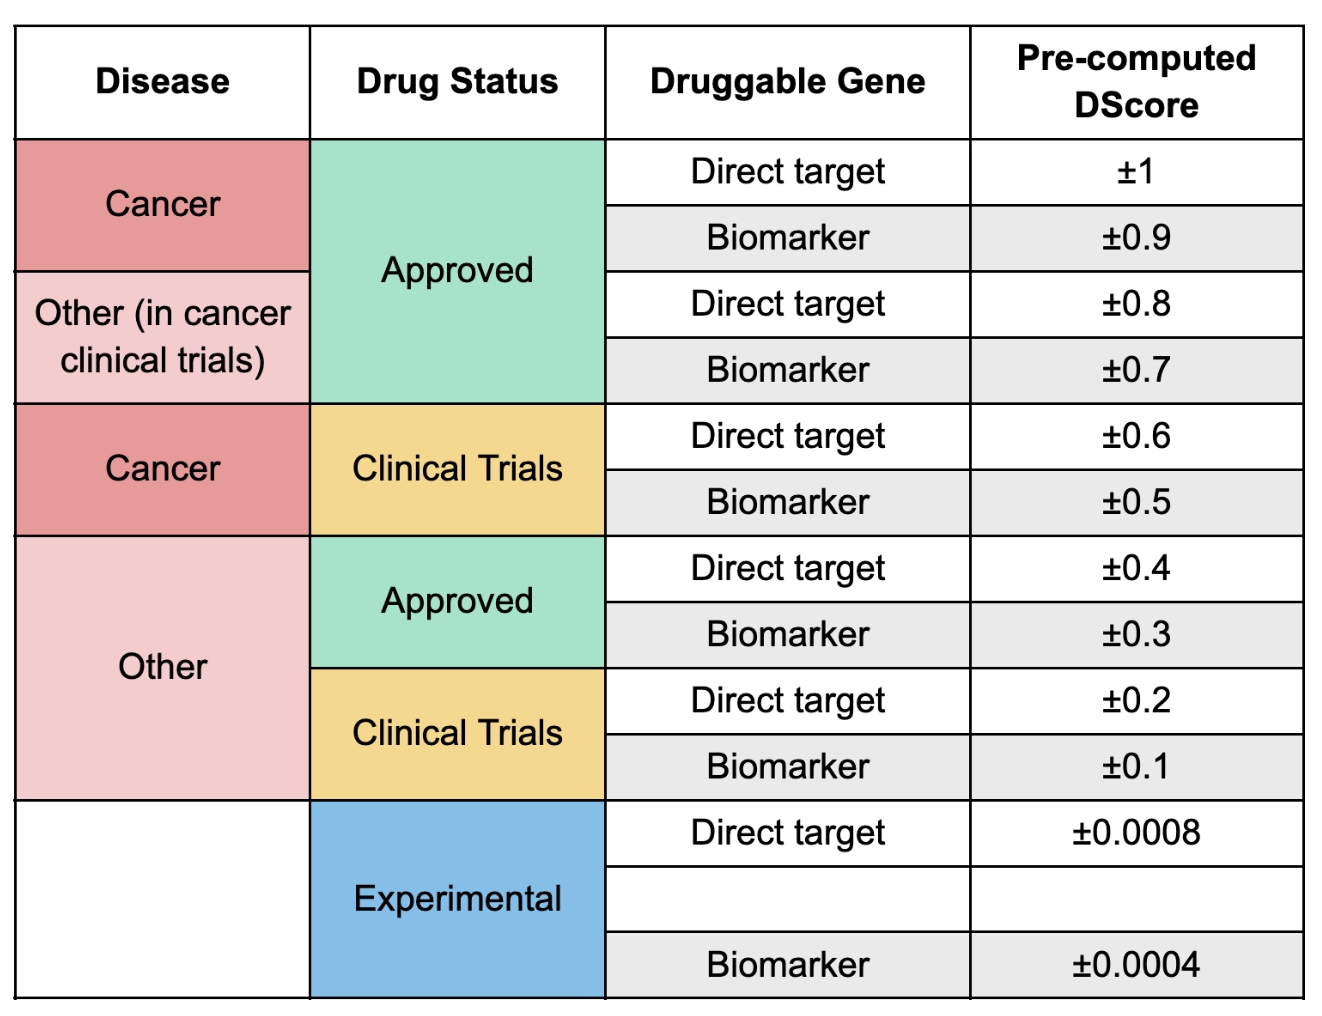 Disease Drug Status Druggable Gene Pre-computed
DScore
Cancer Approved Direct target ±1
Biomarker ±0.9
Other (in cancer
clinical trials) Direct target ±0.8
Biomarker ±0.7
Cancer Clinical Trials Direct target ±0.6
Biomarker ±0.5
Other Approved Direct target ±0.4
Biomarker ±0.3
Clinical Trials Direct target ±0.2
Biomarker ±0.1
Experimental Direct target ±0.0008
Biomarker ±0.0004